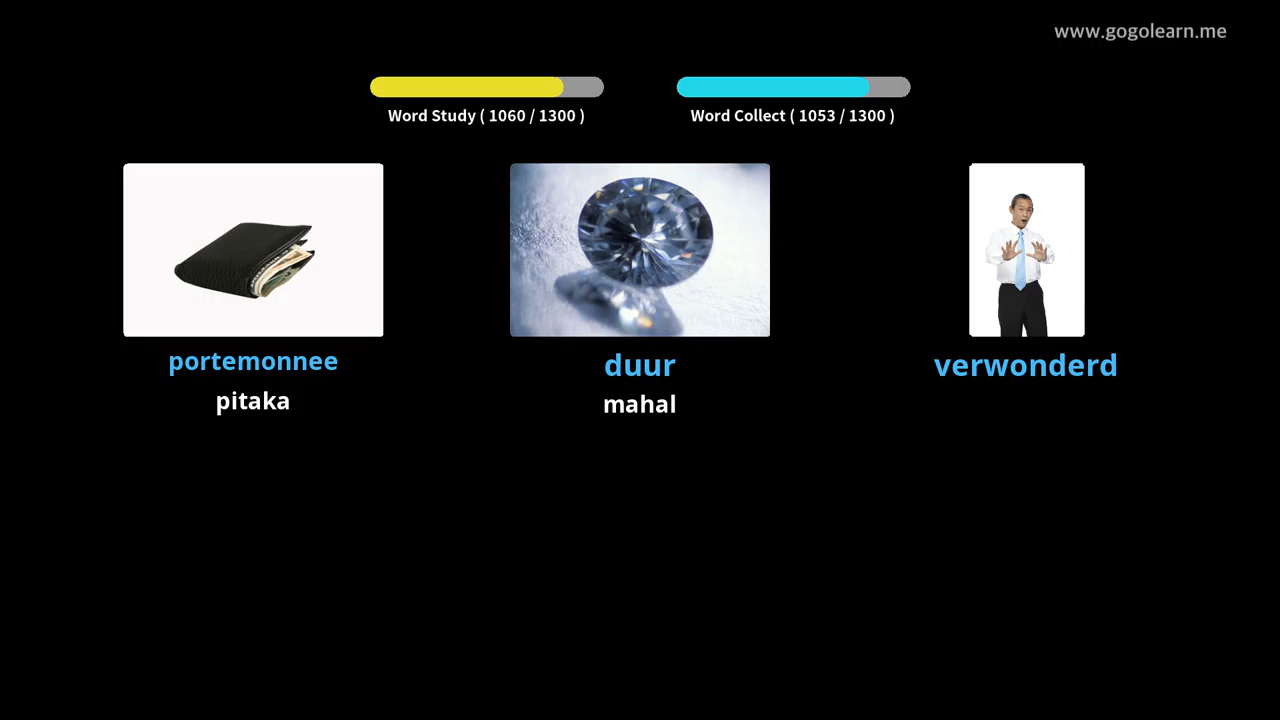 www.gogolearn.me
Word Study ( 1060 / 1300 )
Word Collect ( 1053 / 1300 )
portemonnee
duur
verwonderd
pitaka
mahal